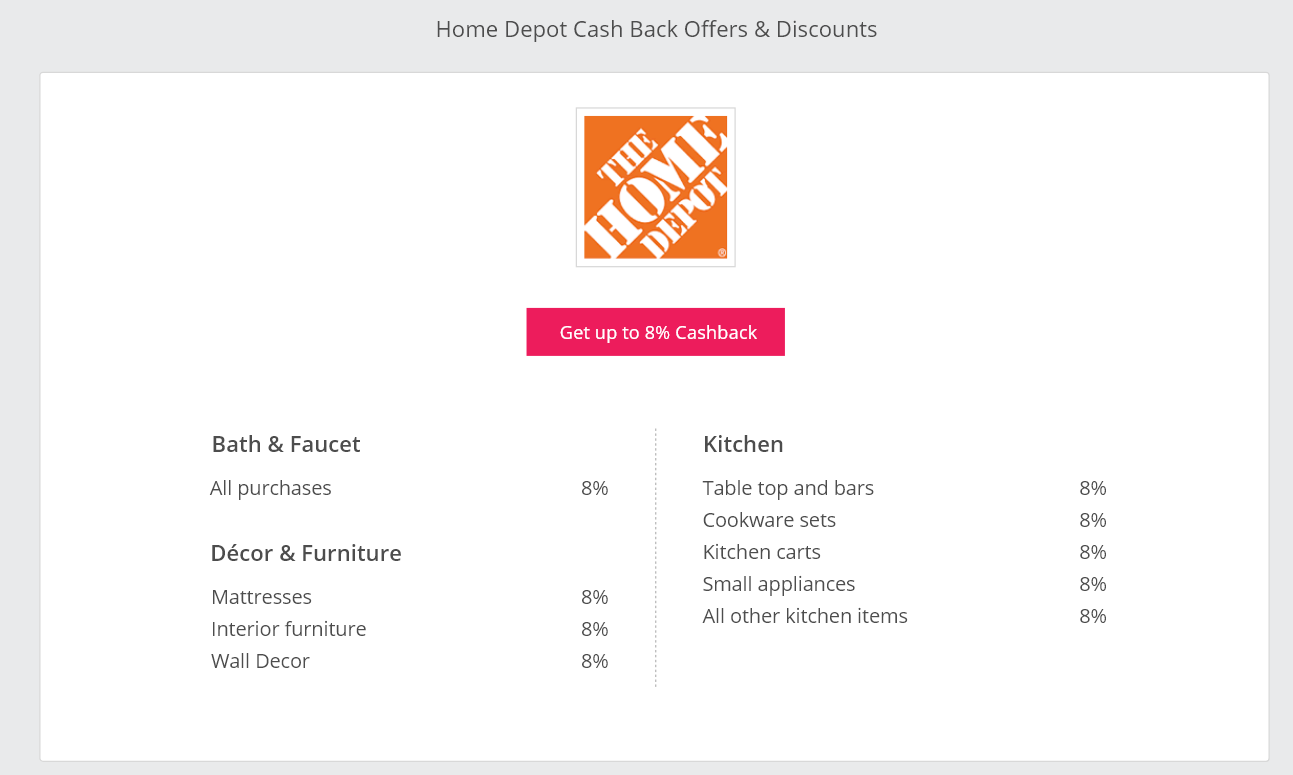 Home Depot Cash Back Offers & Discounts
THE
HOME
DEPOT
®
Get up to 8% Cashback
Bath & Faucet
All purchases 8%
Décor & Furniture
Mattresses 8%
Interior furniture 8%
Wall Decor 8%
Kitchen
Table top and bars 8%
Cookware sets 8%
Kitchen carts 8%
Small appliances 8%
All other kitchen items 8%